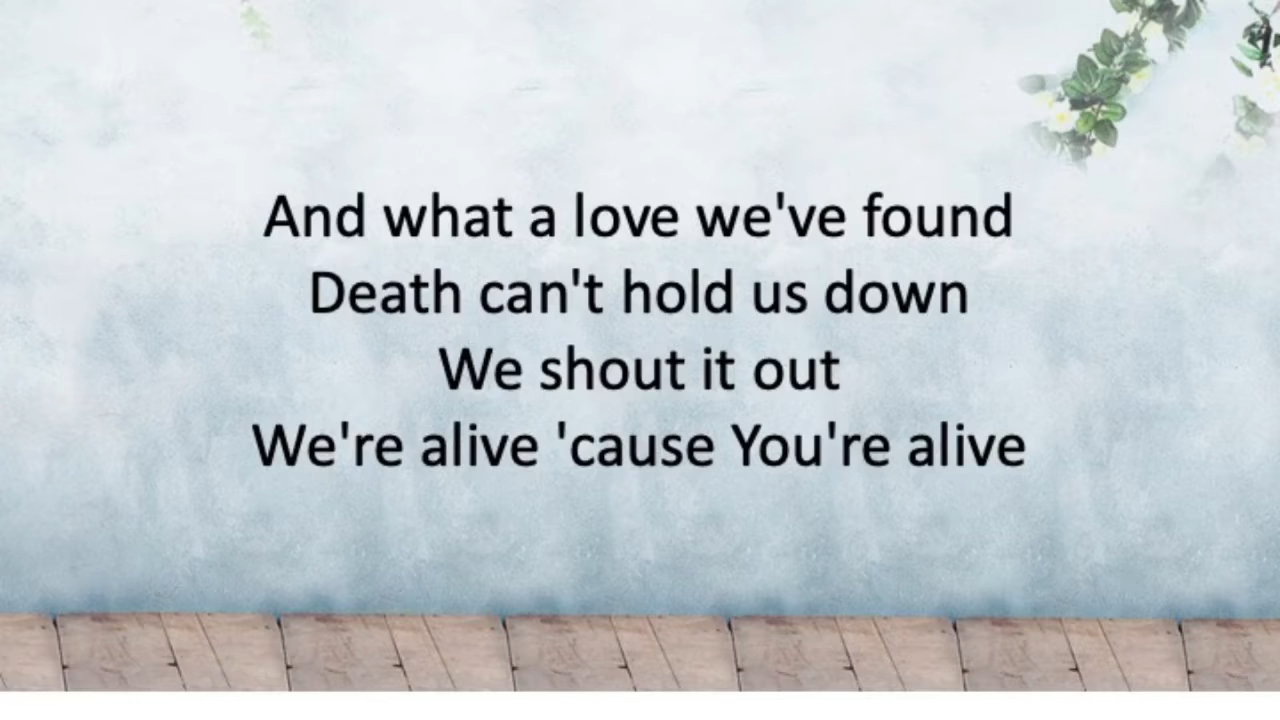 And what a love we've found
Death can't hold us down
We shout it out
We're alive 'cause You're alive